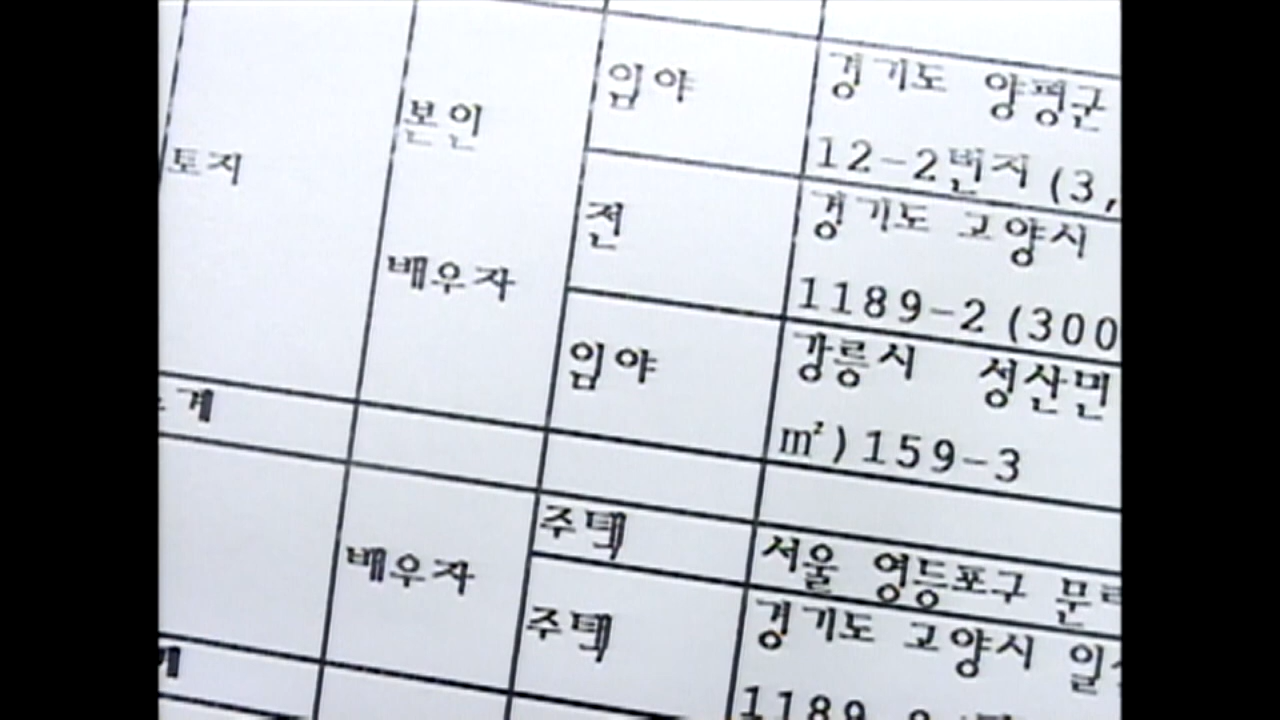 임야 경기도 양평군
본인 12-2번지 (3,
토지
전 경기도 고양시
배우자 1189-2 (300
임야 강릉시 성산면
계
㎡)159-3
주택 서울 영등포구
배우자
주택 경기도 고양시
계
1189